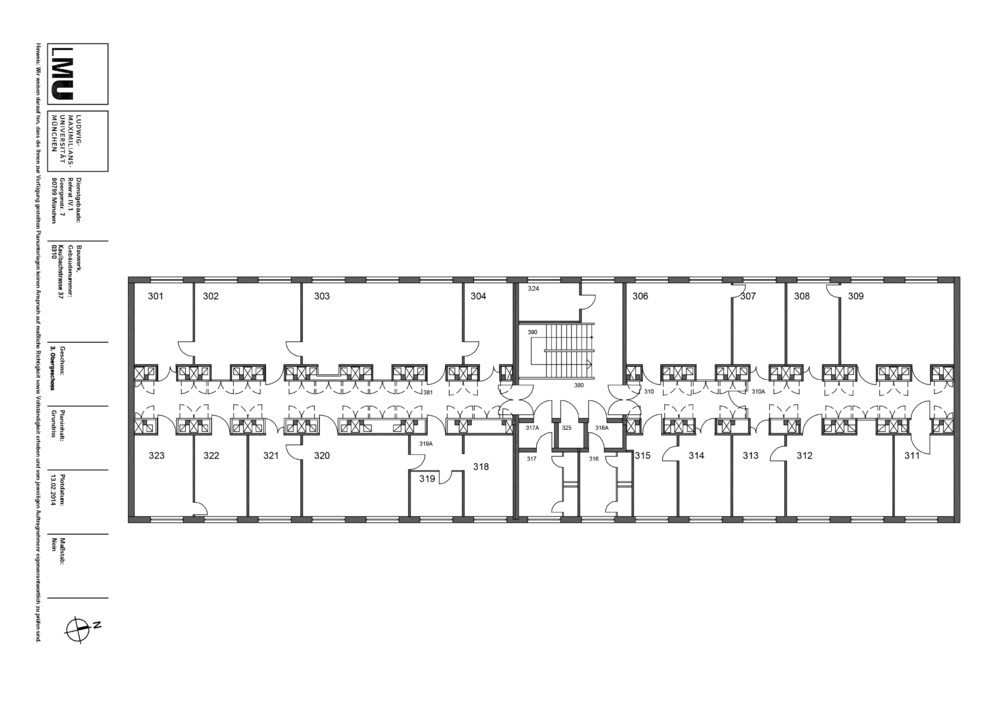 LMU
LUDWIG-
MAXIMILIANS-
UNIVERSITÄT
MÜNCHEN
Dienstgebäude:
Referat IV.1
Georgenstr. 7
80799 München
Bauwerk,
Gebäudenummer:
Kaulbachstrasse 37
0310
Geschoss:
3. Obergeschoss
Planinhalt:
Grundriss
Plotdatum:
13.02.2014
Maßstab:
Nein
Hinweis: Wir weisen darauf hin, dass die Ihnen zur Verfügung gestellten Planunterlagen keinen Anspruch auf maßliche Richtigkeit sowie Vollständigkeit erheben und vom jeweiligen Auftragnehmer eigenverantwortlich zu prüfen sind.
N
301
302
303
304
324
306
307
308
309
390
380
381
310
310A
323
322
321
320
319A
319
318
317A
325
316A
317
316
315
314
313
312
311